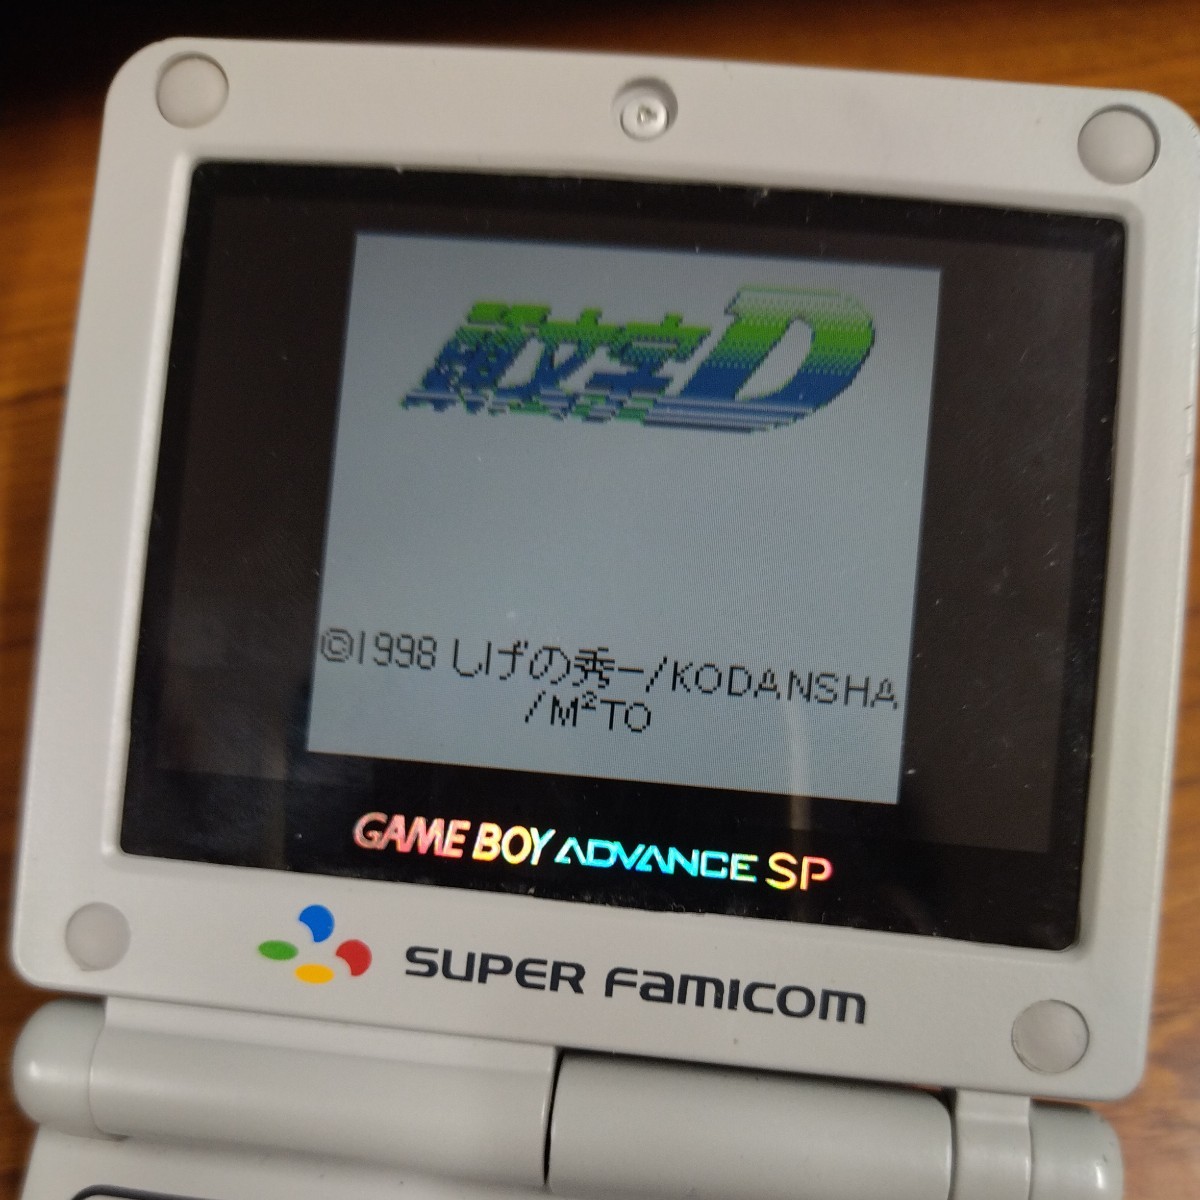 頭文字D
©1998 しげの秀一/KODANSHA
/M²TO
GAME BOY ADVANCE SP
SUPER FAMICOM